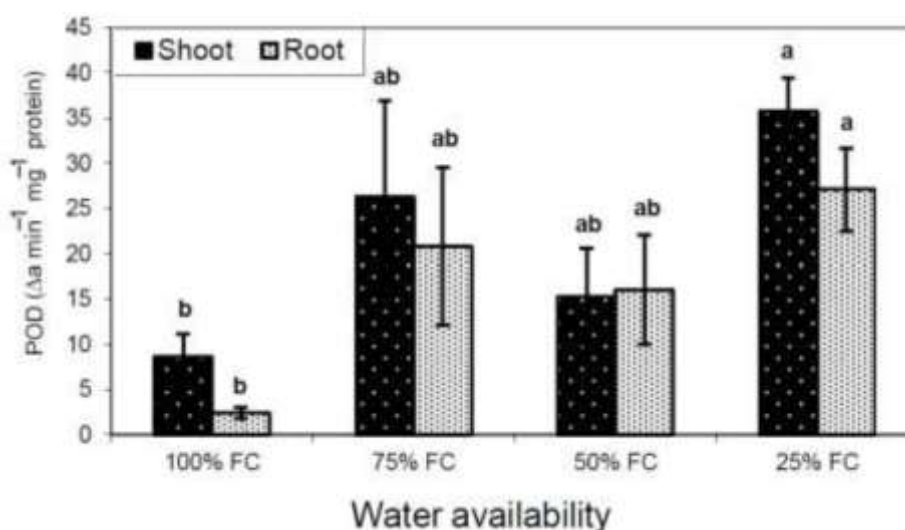 POD (Δa min⁻¹ mg⁻¹ protein)
45
40
35
30
25
20
15
10
5
0
Shoot Root
b
b
ab
ab
ab
ab
a
a
100% FC 75% FC 50% FC 25% FC
Water availability